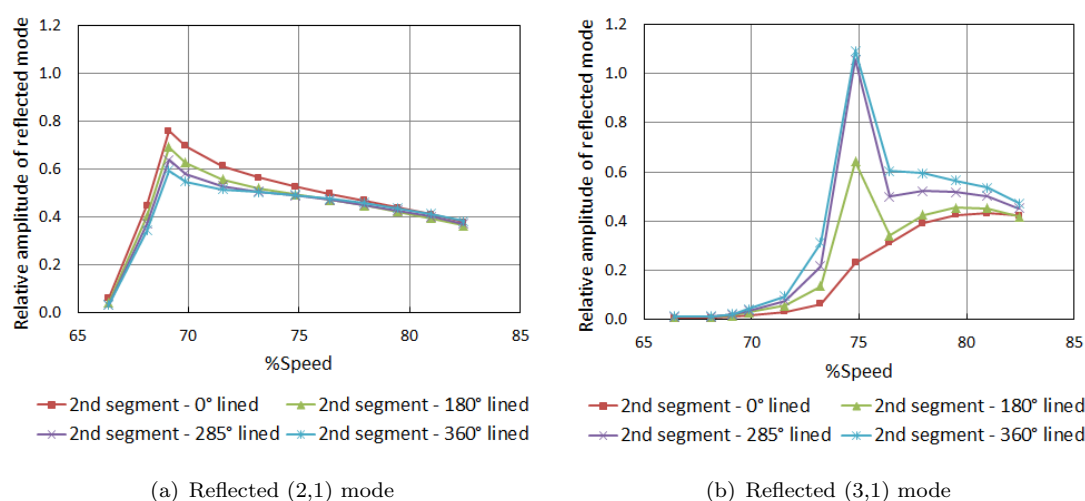 Relative amplitude of reflected mode
1.2
1.0
0.8
0.6
0.4
0.2
0.0
65
70
75
80
85
%Speed
2nd segment - 0° lined
2nd segment - 180° lined
2nd segment - 285° lined
2nd segment - 360° lined
(a) Reflected (2,1) mode
Relative amplitude of reflected mode
1.2
1.0
0.8
0.6
0.4
0.2
0.0
65
70
75
80
85
%Speed
2nd segment - 0° lined
2nd segment - 180° lined
2nd segment - 285° lined
2nd segment - 360° lined
(b) Reflected (3,1) mode